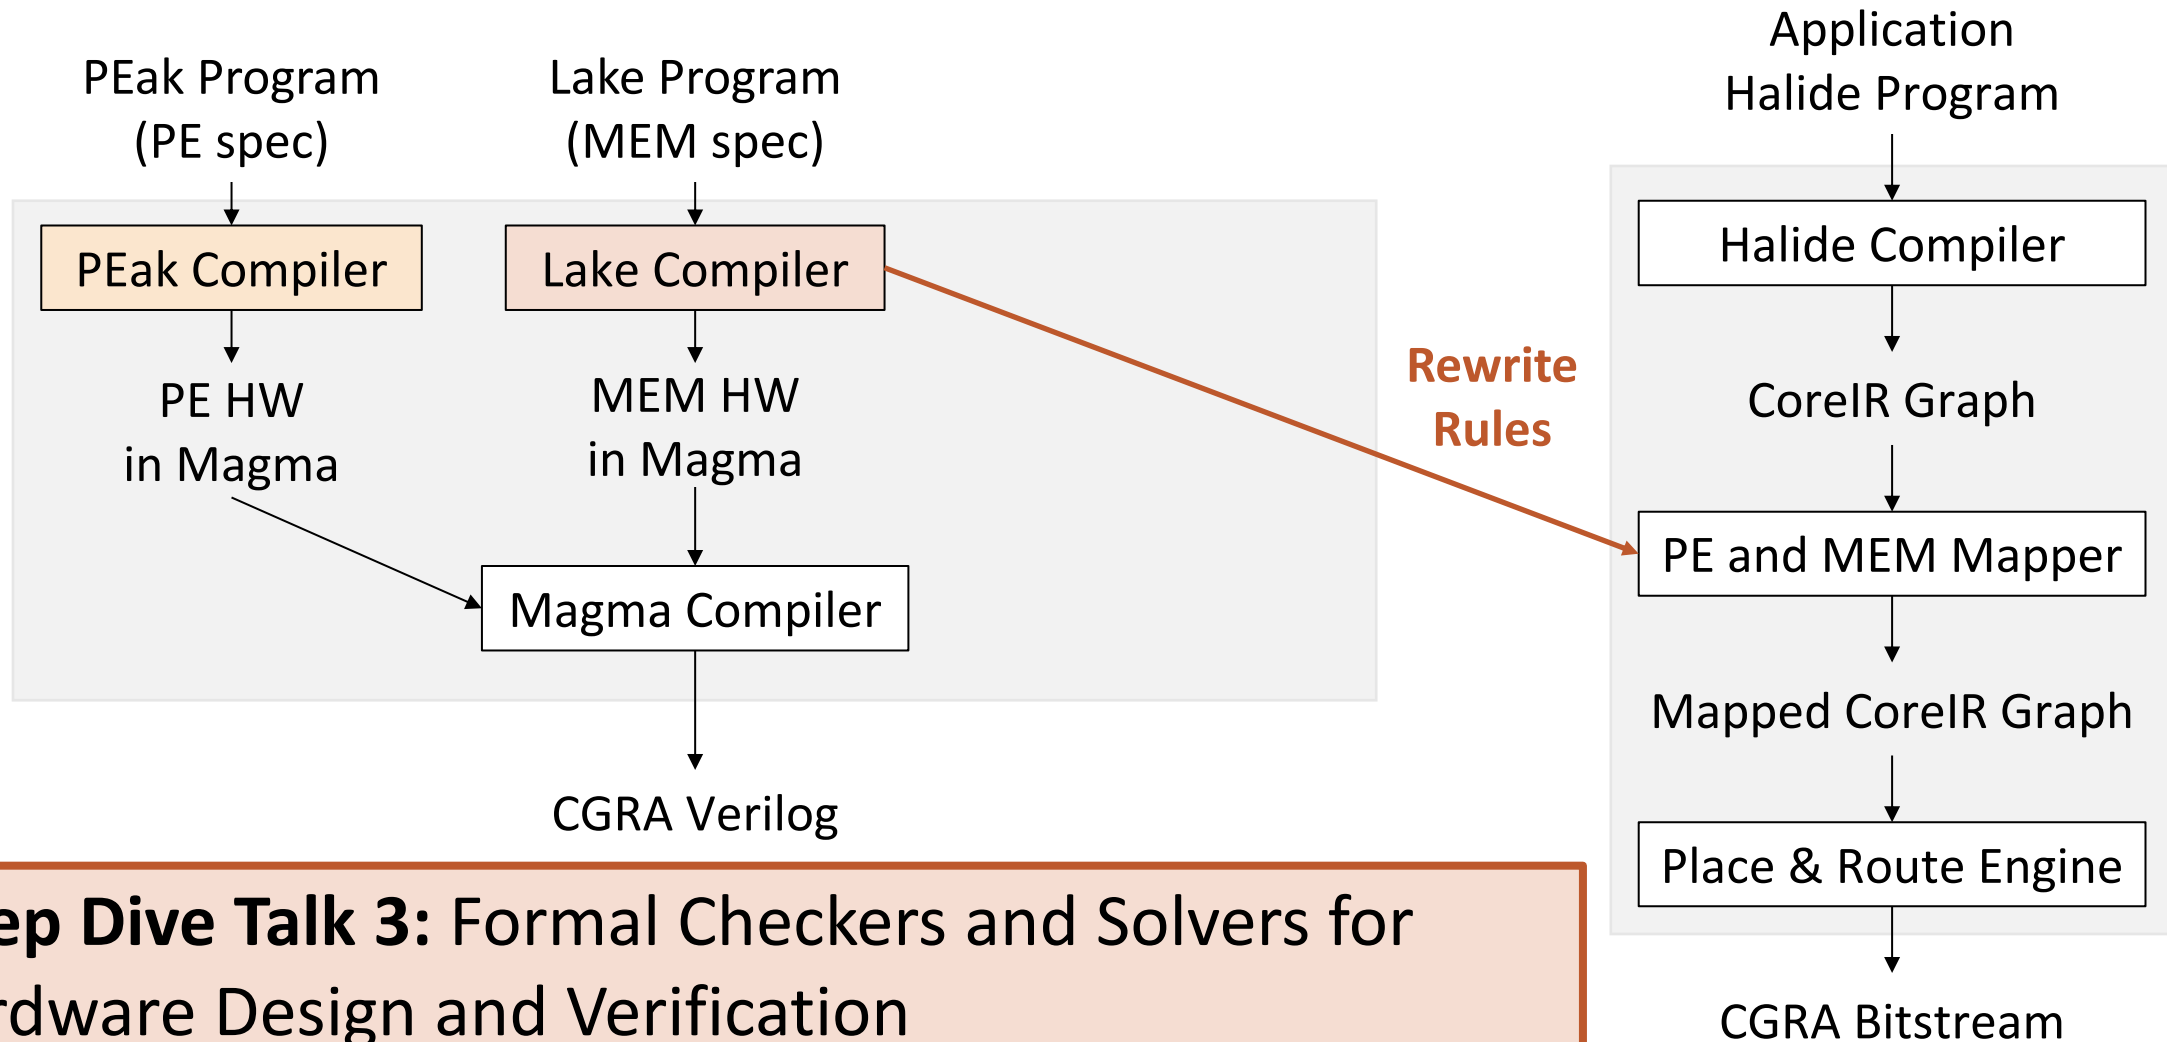 PEak Program
(PE spec)
Lake Program
(MEM spec)
Application
Halide Program
PEak Compiler
Lake Compiler
Halide Compiler
PE HW
in Magma
MEM HW
in Magma
Rewrite
Rules
CoreIR Graph
PE and MEM Mapper
Magma Compiler
Mapped CoreIR Graph
CGRA Verilog
Place & Route Engine
CGRA Bitstream
ep Dive Talk 3: Formal Checkers and Solvers for
rdware Design and Verification